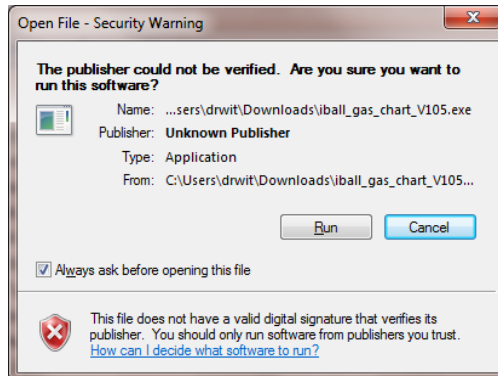 Open File - Security Warning
The publisher could not be verified. Are you sure you want to
run this software?
Name: ...sers\drwit\Downloads\iball_gas_chart_V105.exe
Publisher: Unknown Publisher
Type: Application
From: C:\Users\drwit\Downloads\iball_gas_chart_V105...
Run Cancel
Always ask before opening this file
This file does not have a valid digital signature that verifies its
publisher. You should only run software from publishers you trust.
How can I decide what software to run?